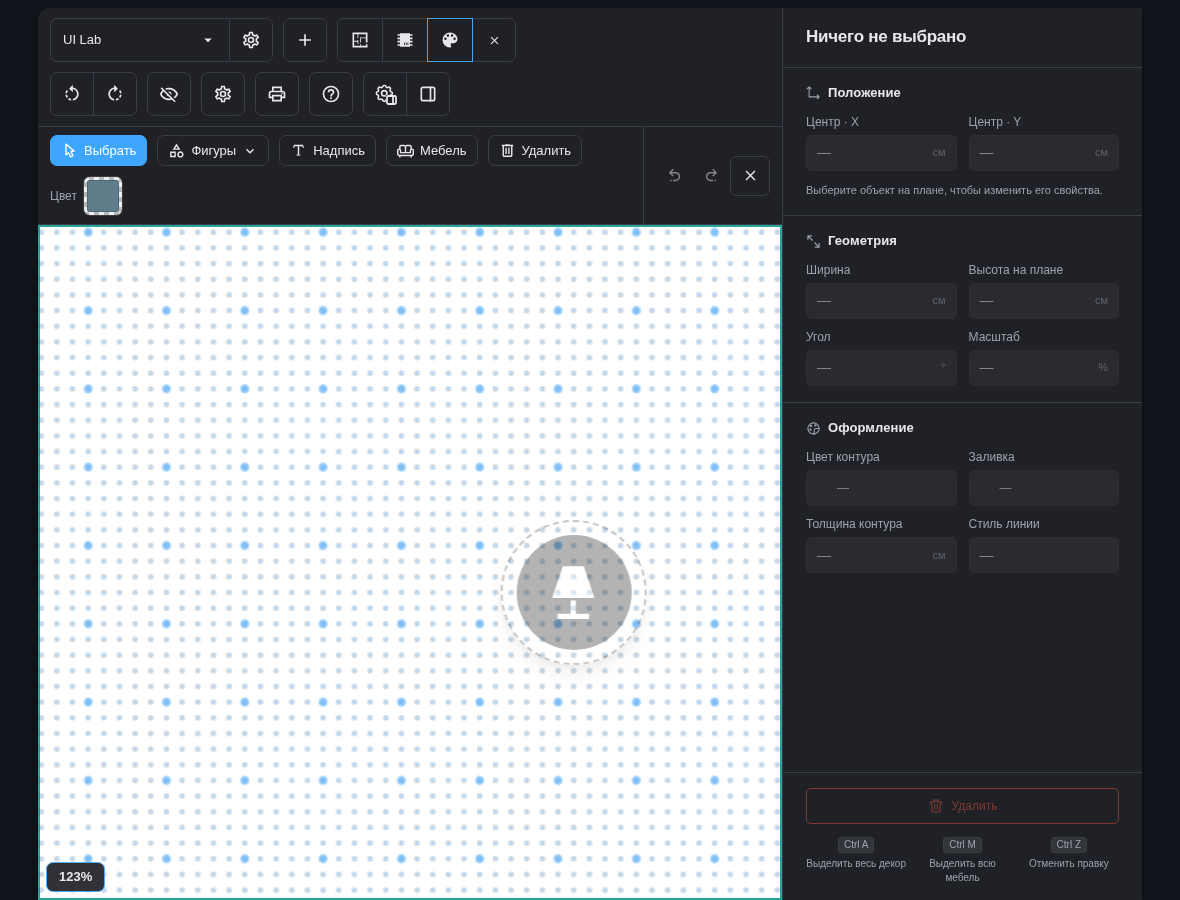 UI Lab
Выбрать
Фигуры
Надпись
Мебель
Удалить
Цвет
123%
Ничего не выбрано
Положение
Центр · X
Центр · Y
— см
— см
Выберите объект на плане, чтобы изменить его свойства.
Геометрия
Ширина
Высота на плане
— см
— см
Угол
Масштаб
— °
— %
Оформление
Цвет контура
Заливка
—
—
Толщина контура
Стиль линии
— см
—
Удалить
Ctrl A
Ctrl M
Ctrl Z
Выделить весь декор
Выделить всю
мебель
Отменить правку